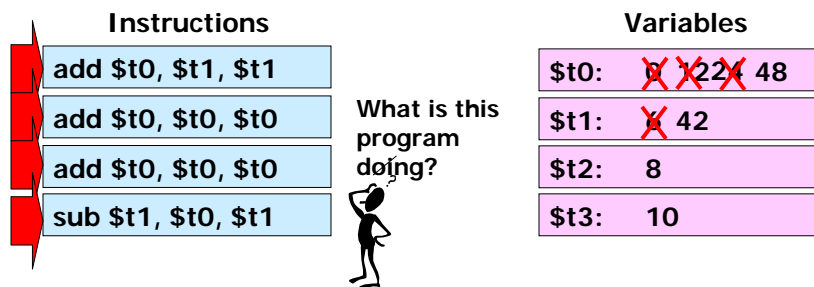 Instructions
Variables
add $t0, $t1, $t1
add $t0, $t0, $t0
add $t0, $t0, $t0
sub $t1, $t0, $t1
What is this
program
doing?
$t0: 0 12 24 48
$t1: 6 42
$t2: 8
$t3: 10